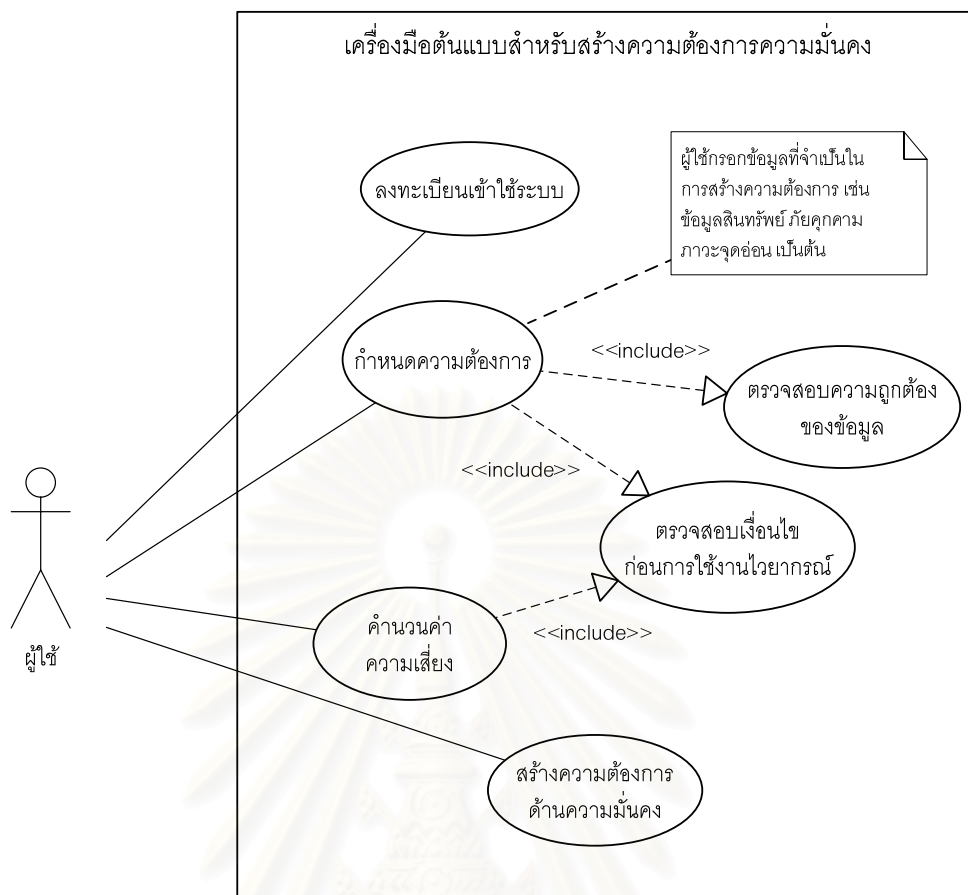 เครื่องมือต้นแบบสำหรับสร้างความต้องการความมั่นคง
ผู้ใช้กรอกข้อมูลที่จำเป็นใน
การสร้างความต้องการ เช่น
ข้อมูลสินทรัพย์ ภัยคุกคาม
ภาวะจุดอ่อน เป็นต้น
ลงทะเบียนเข้าใช้ระบบ
กำหนดความต้องการ
<<include>>
ตรวจสอบความถูกต้อง
ของข้อมูล
<<include>>
ตรวจสอบเงื่อนไข
ก่อนการใช้งานไวยากรณ์
คำนวนค่า
ความเสี่ยง
<<include>>
ผู้ใช้
สร้างความต้องการ
ด้านความมั่นคง